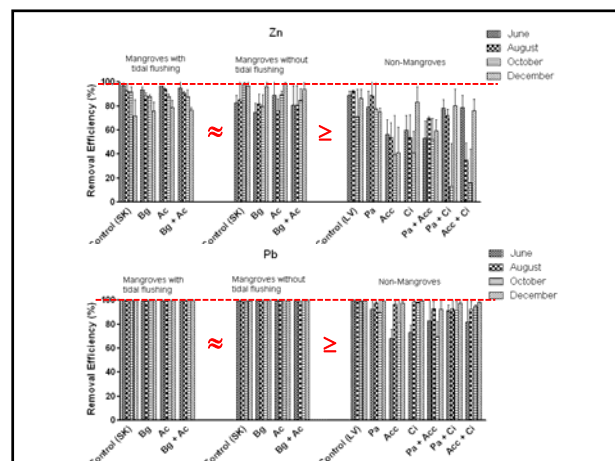 Zn
June
August
October
December
Mangroves with
tidal flushing
Mangroves without
tidal flushing
Non-Mangroves
Removal Efficiency (%)
100
80
60
40
20
0
≈
≥
Control (SK)
Bg
Ac
Bg + Ac
Control (SK)
Bg
Ac
Bg + Ac
Control (LV)
Pa
Acc
Ci
Pa + Acc
Pa + Ci
Acc + Ci
Pb
June
August
October
December
Mangroves with
tidal flushing
Mangroves without
tidal flushing
Non-Mangroves
Removal Efficiency (%)
100
80
60
40
20
0
≈
≥
Control (SK)
Bg
Ac
Bg + Ac
Control (SK)
Bg
Ac
Bg + Ac
Control (LV)
Pa
Acc
Ci
Pa + Acc
Pa + Ci
Acc + Ci